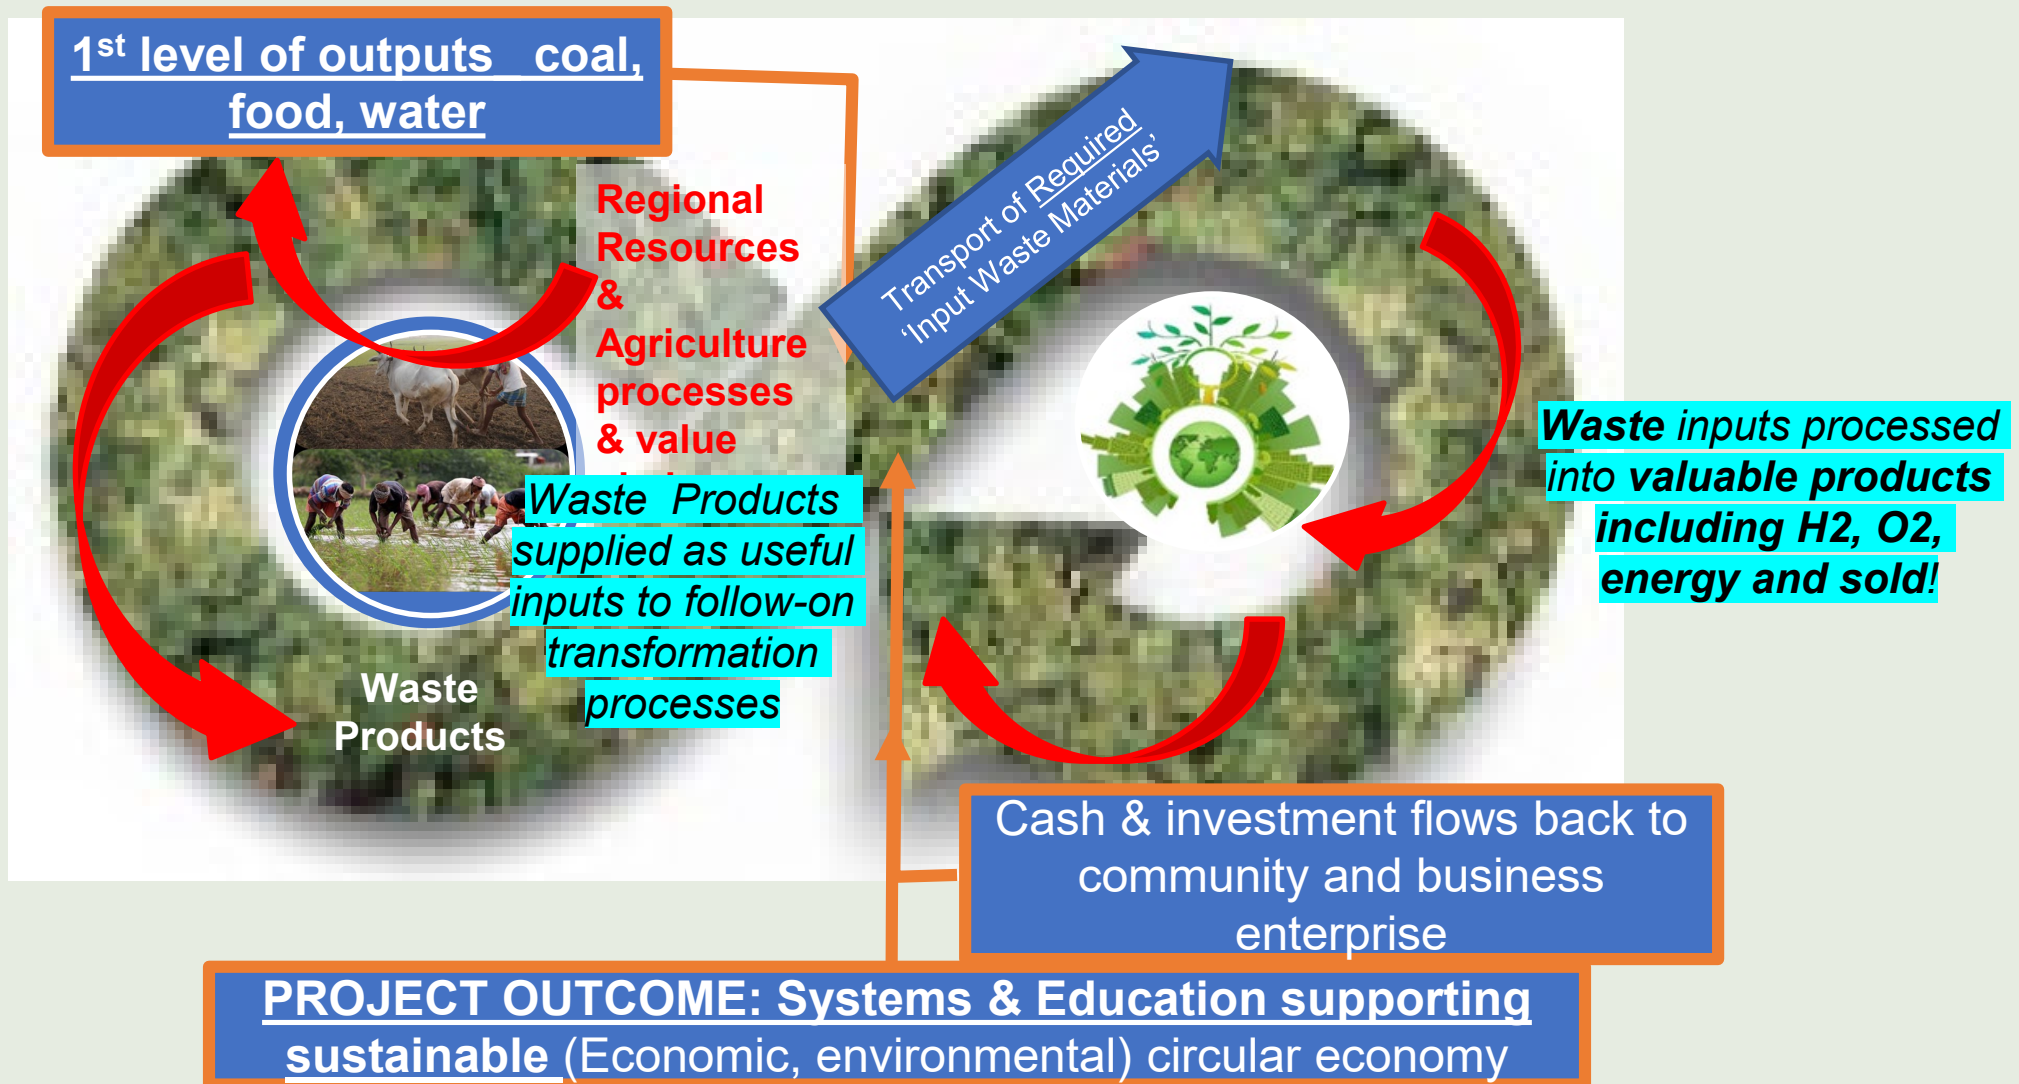 1st level of outputs_ coal,
food, water
Regional
Resources
&
Agriculture
processes
& value
Transport of Required
‘Input Waste Materials’
Waste inputs processed
into valuable products
including H2, O2,
energy and sold!
Waste Products
supplied as useful
inputs to follow-on
transformation
processes
Waste
Products
Cash & investment flows back to
community and business
enterprise
PROJECT OUTCOME: Systems & Education supporting
sustainable (Economic, environmental) circular economy